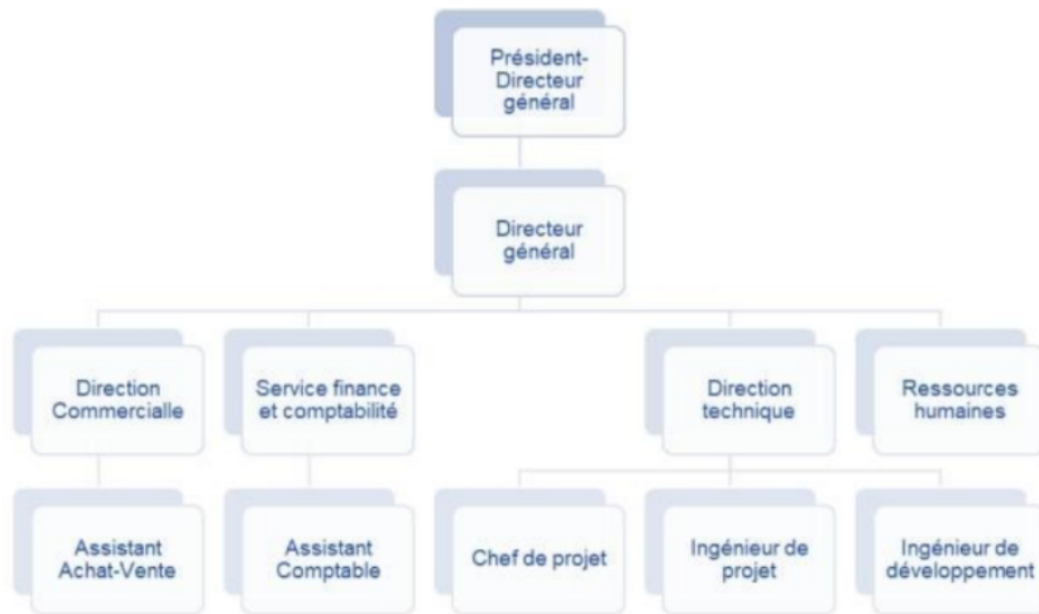 Président-
Directeur
général
Directeur
général
Direction
Commercialle
Service finance
et comptabilité
Direction
technique
Ressources
humaines
Assistant
Achat-Vente
Assistant
Comptable
Chef de projet
Ingénieur de
projet
Ingénieur de
développement